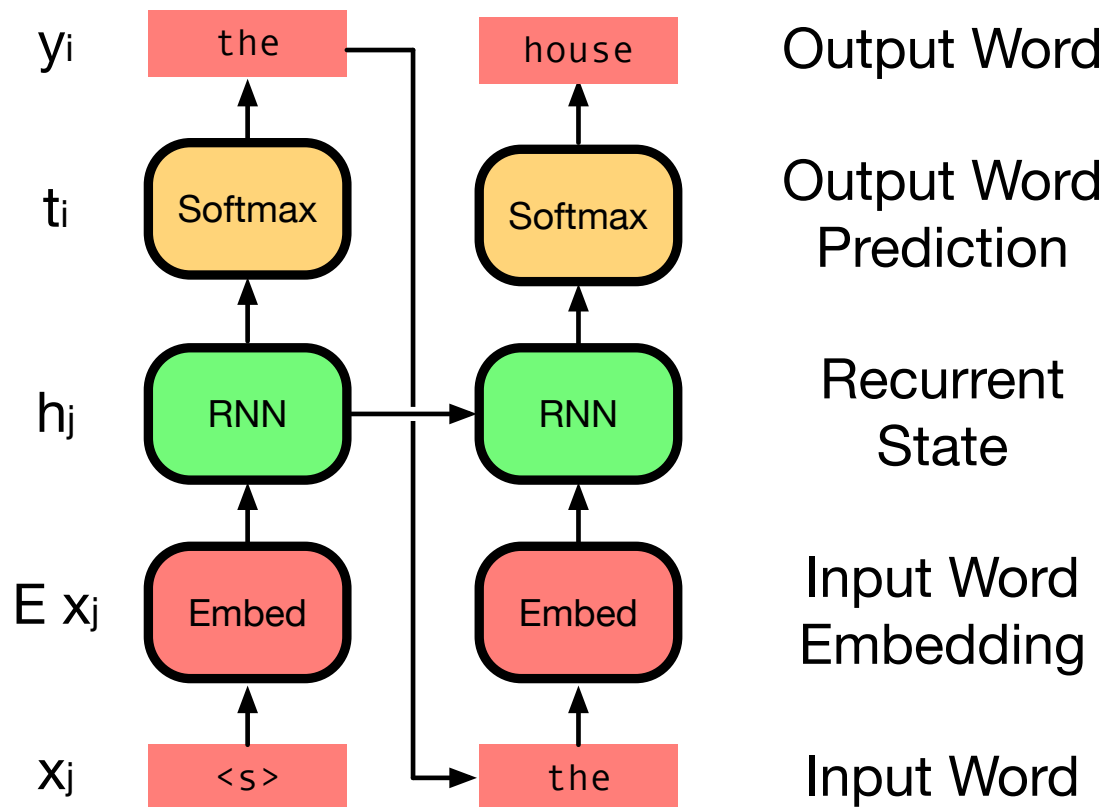 yi the house Output Word
ti Softmax Softmax Output Word
Prediction
hj RNN RNN Recurrent
State
E xj Embed Embed Input Word
Embedding
xj <s> the Input Word